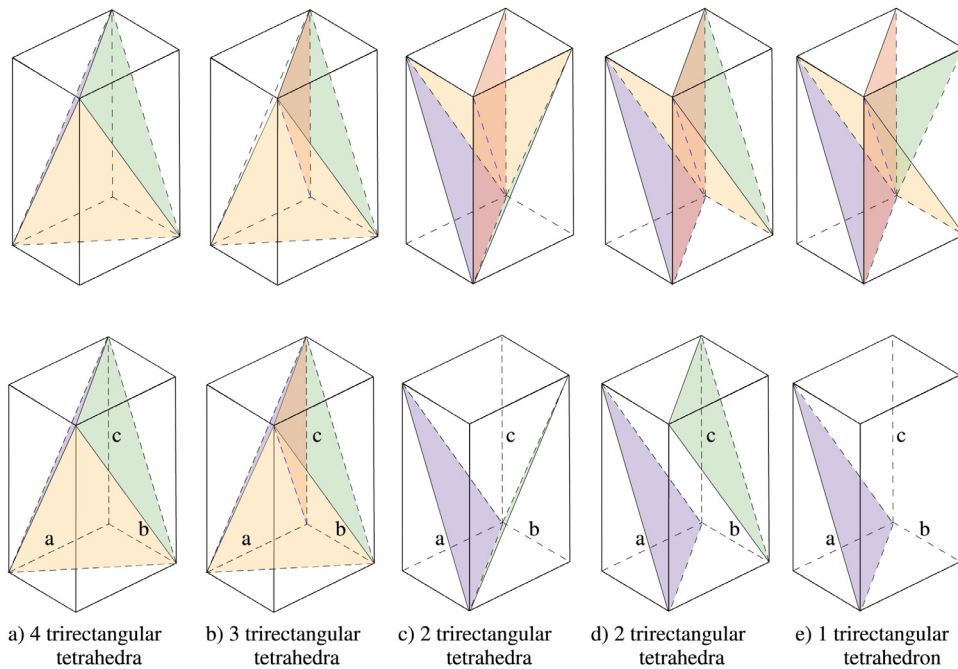 c
c
c
c
c
a
b
a
b
a
b
a
b
a
b
a) 4 trirectangular
tetrahedra
b) 3 trirectangular
tetrahedra
c) 2 trirectangular
tetrahedra
d) 2 trirectangular
tetrahedra
e) 1 trirectangular
tetrahedron